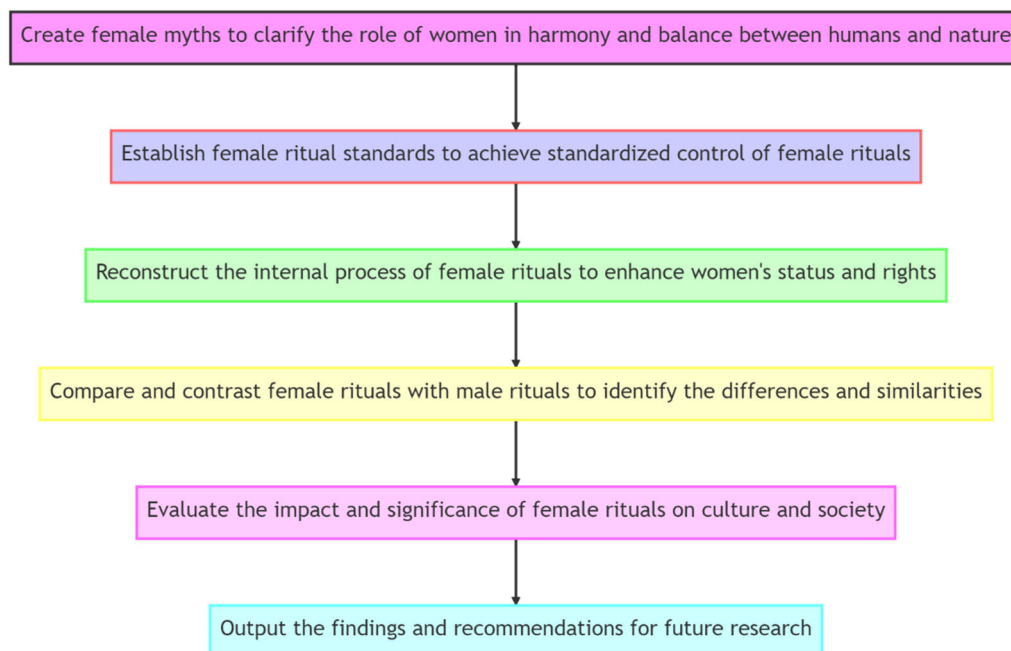 Create female myths to clarify the role of women in harmony and balance between humans and nature
Establish female ritual standards to achieve standardized control of female rituals
Reconstruct the internal process of female rituals to enhance women's status and rights
Compare and contrast female rituals with male rituals to identify the differences and similarities
Evaluate the impact and significance of female rituals on culture and society
Output the findings and recommendations for future research